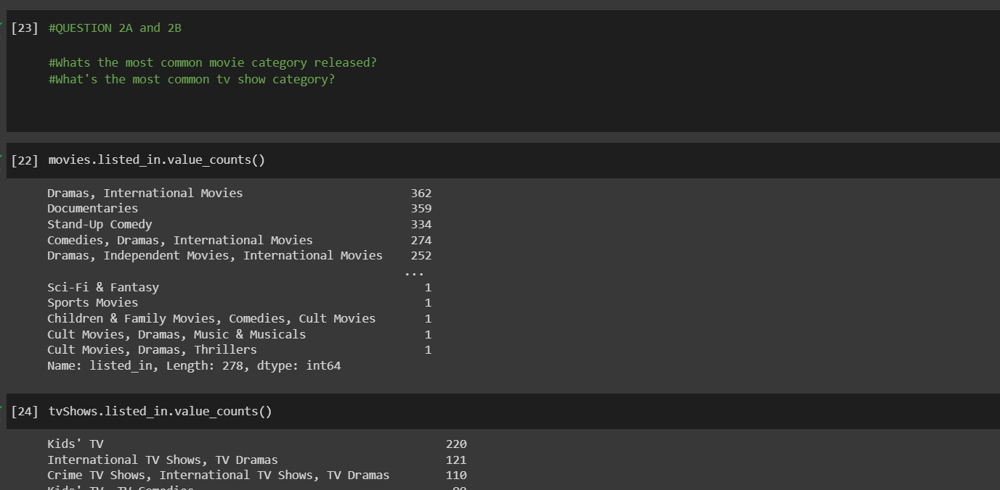 [23] #QUESTION 2A and 2B
#Whats the most common movie category released?
#What's the most common tv show category?
[22] movies.listed_in.value_counts()
Dramas, International Movies 362
Documentaries 359
Stand-Up Comedy 334
Comedies, Dramas, International Movies 274
Dramas, Independent Movies, International Movies 252
...
Sci-Fi & Fantasy 1
Sports Movies 1
Children & Family Movies, Comedies, Cult Movies 1
Cult Movies, Dramas, Music & Musicals 1
Cult Movies, Dramas, Thrillers 1
Name: listed_in, Length: 278, dtype: int64
[24] tvShows.listed_in.value_counts()
Kids' TV 220
International TV Shows, TV Dramas 121
Crime TV Shows, International TV Shows, TV Dramas 110
Kids' TV, TV Comedies